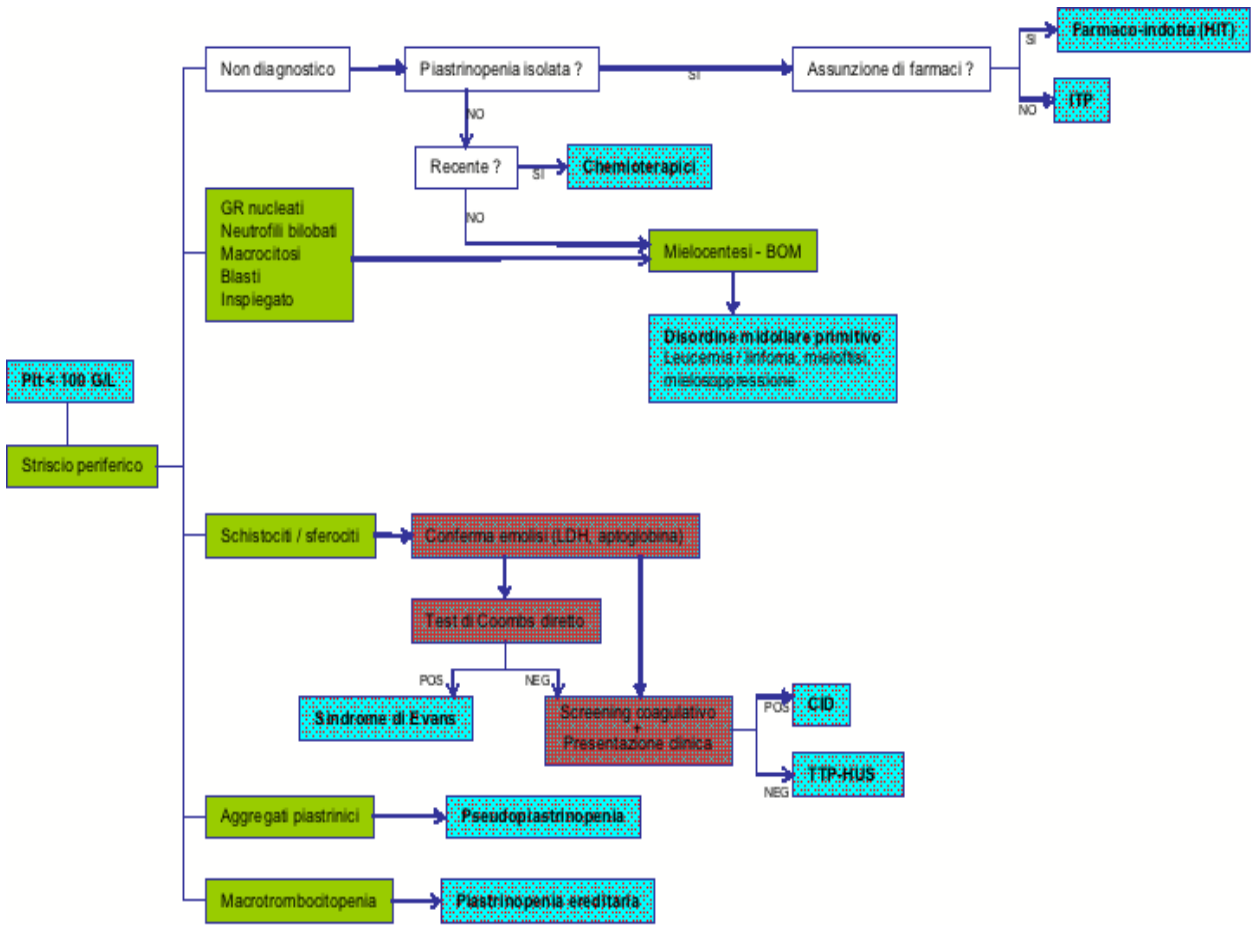 Non diagnostico
Piastrinopenia isolata ?
SI
Assunzione di farmaci ?
SI
Farmaco-indotta (HIT)
NO
ITP
NO
Recente ?
SI
Chemioterapici
NO
GR nucleati
Neutrofili bilobati
Macrocitosi
Blasti
Inspiegato
Mielocentesi - BOM
Disordine midollare primitivo
Leucemia / linfoma, mieloftisi,
mielosoppressione
Plt < 100 G/L
Striscio periferico
Schistociti / sferociti
Conferma emolisi (LDH, aptoglobina)
Test di Coombs diretto
POS
NEG
Sindrome di Evans
Screening coagulativo
+
Presentazione clinica
POS
CID
NEG
TTP-HUS
Aggregati piastrinici
Pseudopiastrinopenia
Macrotrombocitopenia
Piastrinopenia ereditaria